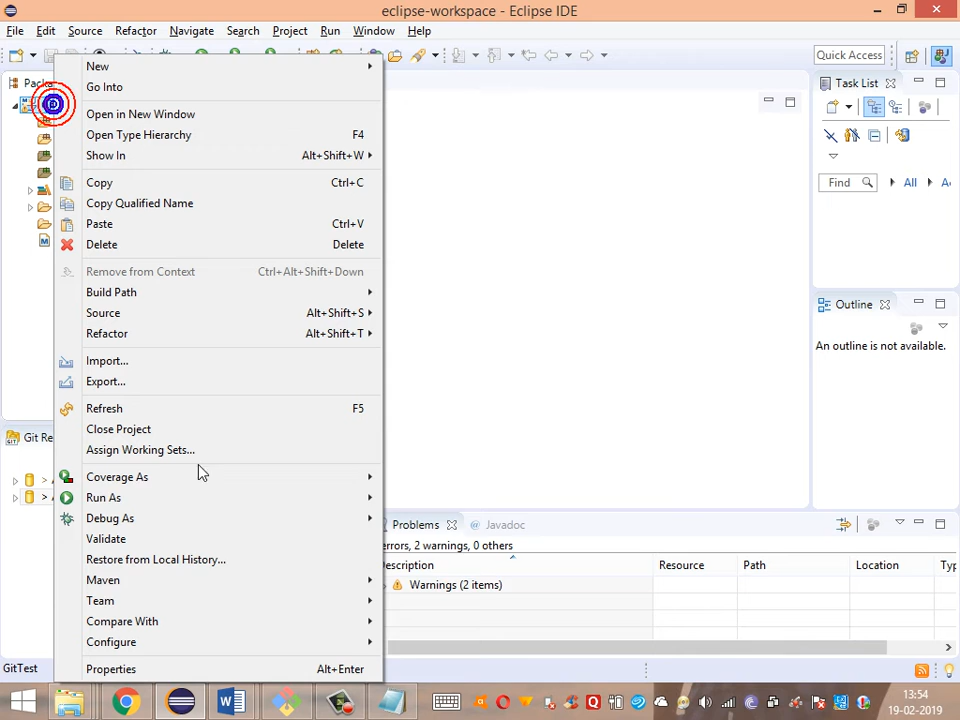 eclipse-workspace - Eclipse IDE
File Edit Source Refactor Navigate Search Project Run Window Help
Quick Access
Packa
New
Go Into
Open in New Window
Open Type Hierarchy F4
Show In Alt+Shift+W
Copy Ctrl+C
Copy Qualified Name
Paste Ctrl+V
Delete Delete
Remove from Context Ctrl+Alt+Shift+Down
Build Path
Source Alt+Shift+S
Refactor Alt+Shift+T
Import...
Export...
Refresh F5
Close Project
Assign Working Sets...
Coverage As
Run As
Debug As
Validate
Restore from Local History...
Maven
Team
Compare With
Configure
Properties Alt+Enter
Git Re
Task List
Find All A
Outline
An outline is not available.
Problems @ Javadoc
errors, 2 warnings, 0 others
Description Resource Path Location Typ
Warnings (2 items)
GitTest
13:54
19-02-2019